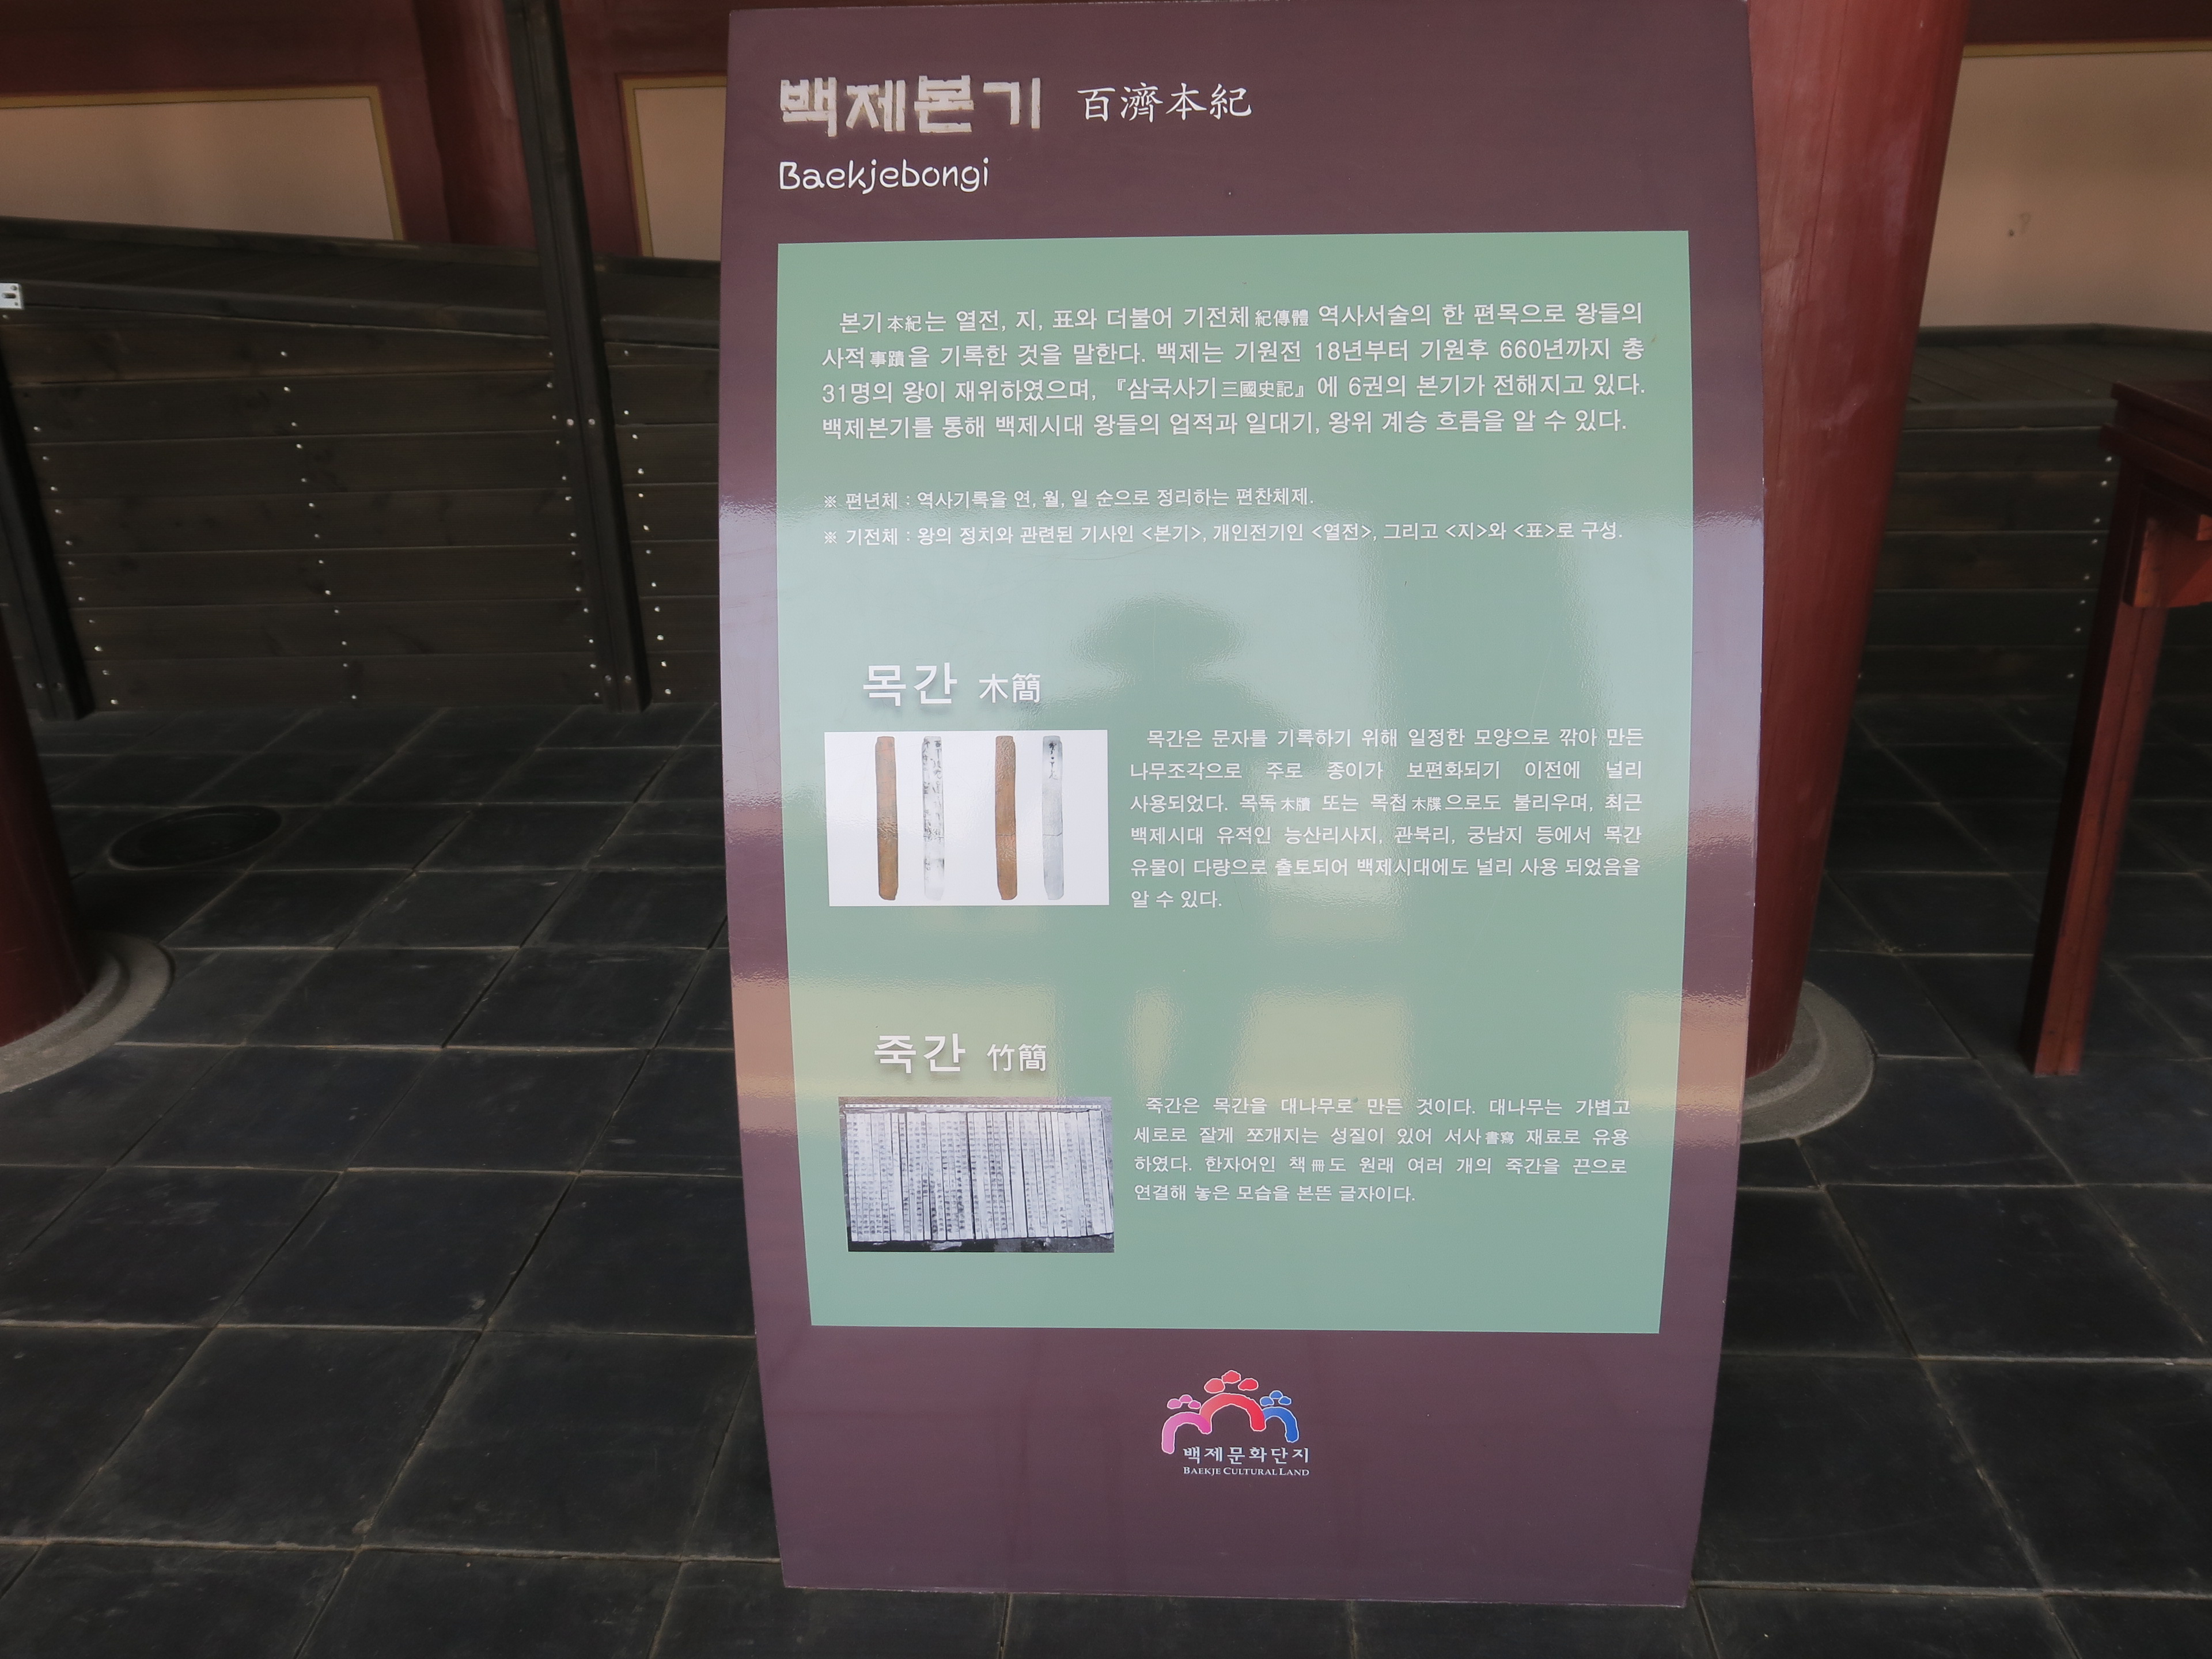 백제본기 百濟本紀
Baekjebongi
본기本紀는 열전, 지, 표와 더불어 기전체紀傳體 역사서술의 한 편목으로 왕들의
사적事蹟을 기록한 것을 말한다. 백제는 기원전 18년부터 기원후 660년까지 총
31명의 왕이 재위하였으며, 『삼국사기三國史記』에 6권의 본기가 전해지고 있다.
백제본기를 통해 백제시대 왕들의 업적과 일대기, 왕위 계승 흐름을 알 수 있다.
※ 편년체 : 역사기록을 연, 월, 일 순으로 정리하는 편찬체제.
※ 기전체 : 왕의 정치와 관련된 기사인 <본기>, 개인전기인 <열전>, 그리고 <지>와 <표>로 구성.
목간 木簡
목간은 문자를 기록하기 위해 일정한 모양으로 깎아 만든
나무조각으로 주로 종이가 보편화되기 이전에 널리
사용되었다. 목독木牘 또는 목첩木牒으로도 불리우며, 최근
백제시대 유적인 능산리사지, 관북리, 궁남지 등에서 목간
유물이 다량으로 출토되어 백제시대에도 널리 사용 되었음을
알 수 있다.
죽간 竹簡
죽간은 목간을 대나무로 만든 것이다. 대나무는 가볍고
세로로 잘게 쪼개지는 성질이 있어 서사書寫 재료로 유용
하였다. 한자어인 책冊도 원래 여러 개의 죽간을 끈으로
연결해 놓은 모습을 본뜬 글자이다.
백제문화단지
BAEKJE CULTURAL LAND